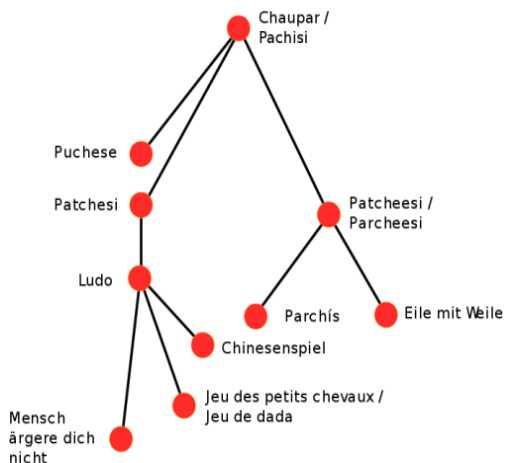 Chaupar /
Pachisi
Puchese
Patchesi
Patcheesi /
Parcheesi
Ludo
Parchís
Eile mit Weile
Chinesenspiel
Jeu des petits chevaux /
Jeu de dada
Mensch
ärgere dich
nicht